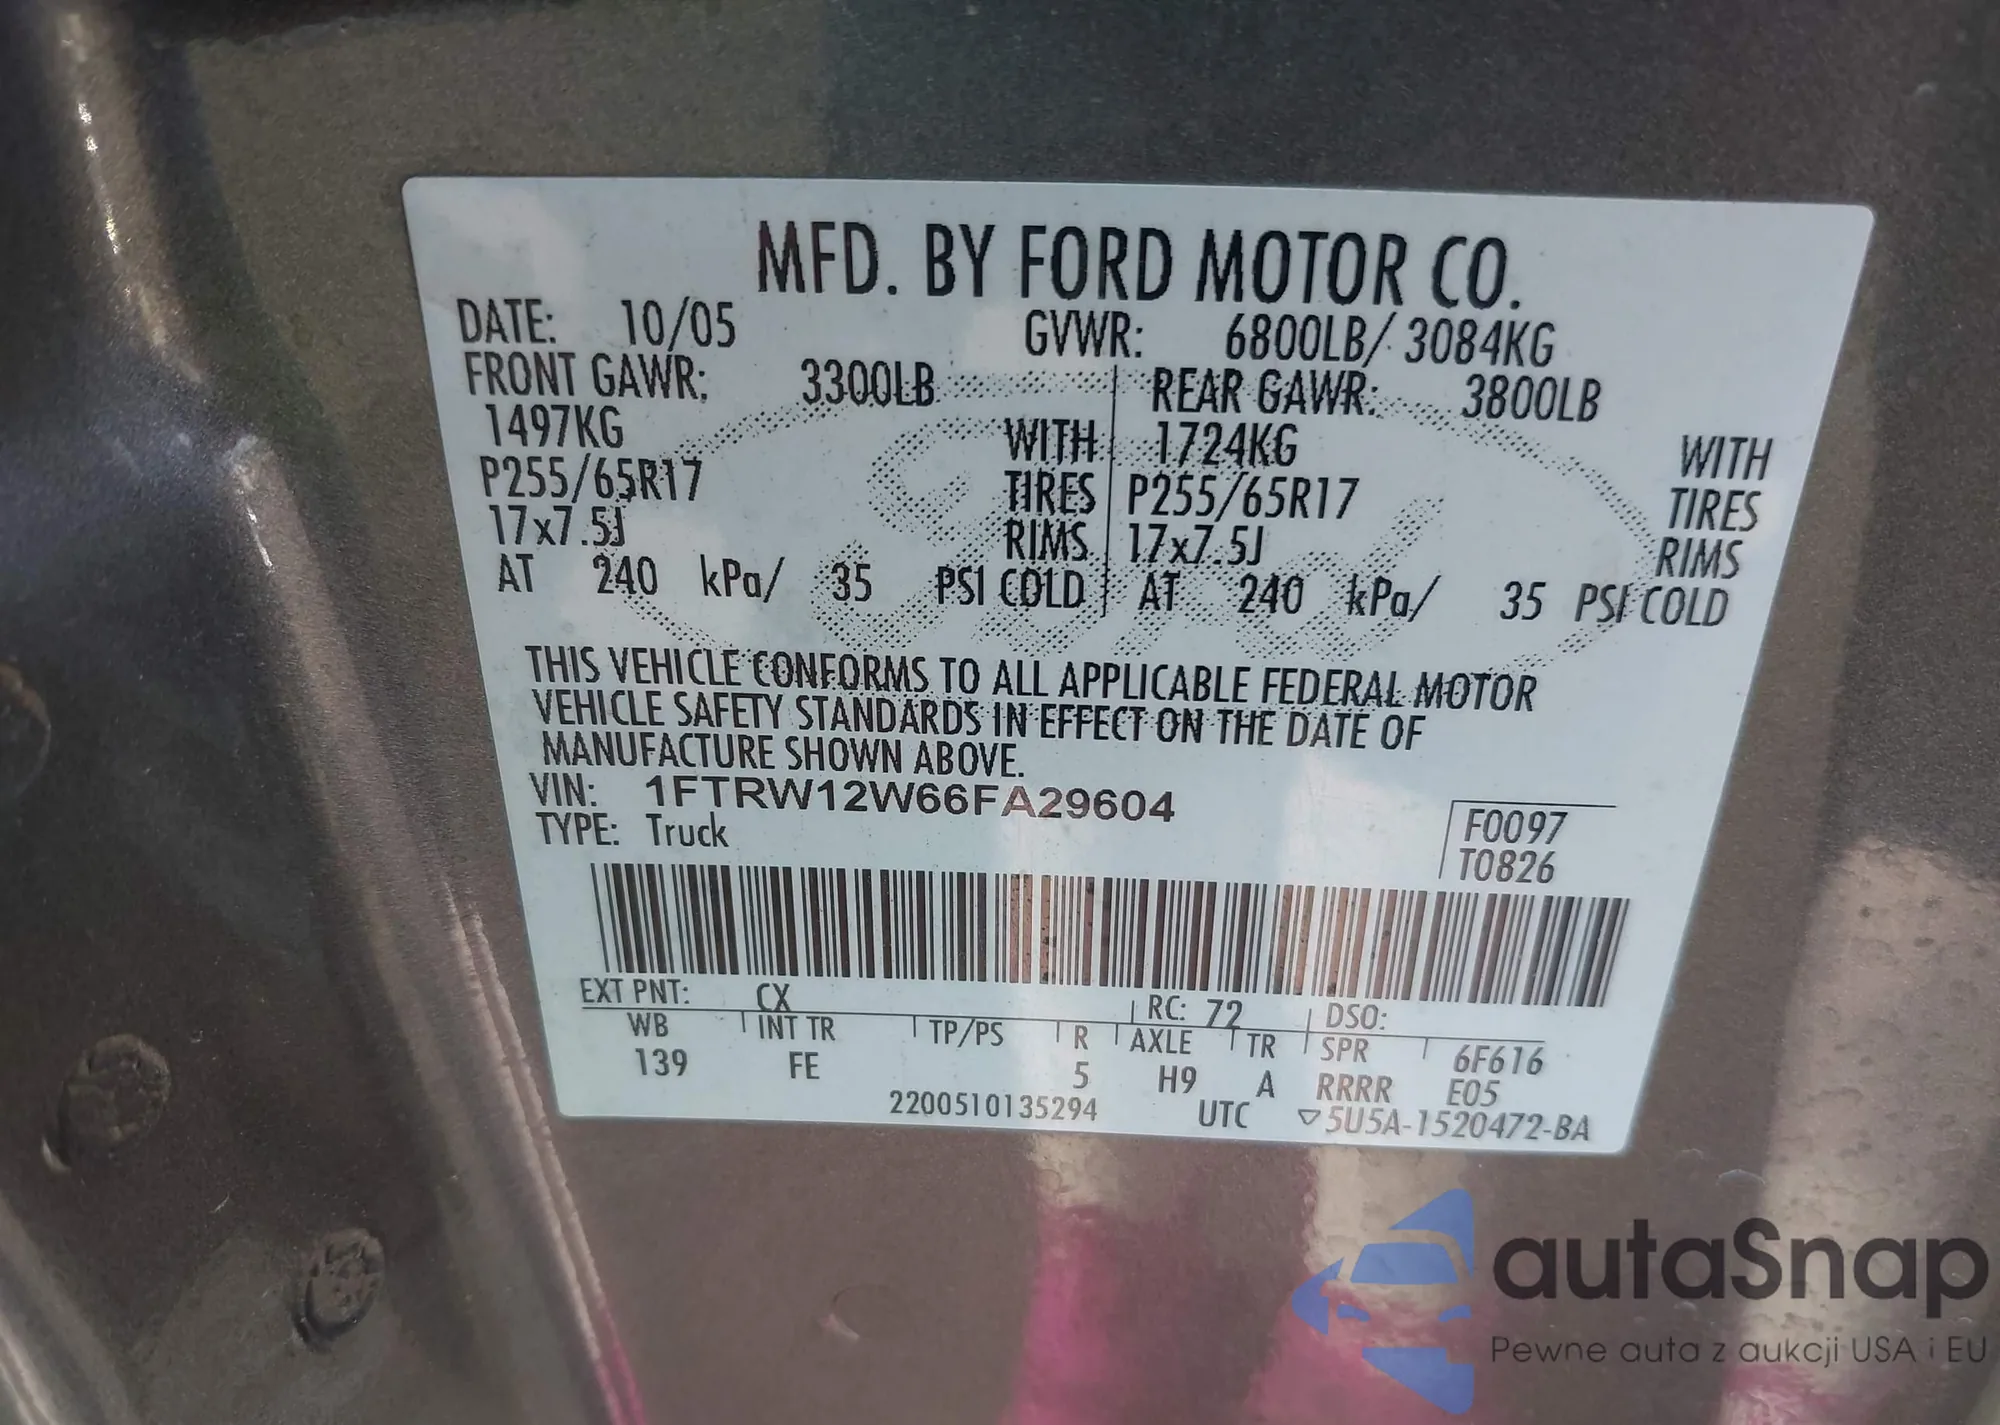 MFD. BY FORD MOTOR CO.
DATE: 10/05 GVWR: 6800LB/ 3084KG
FRONT GAWR: 3300LB REAR GAWR: 3800LB
1497KG WITH 1724KG WITH
P255/65R17 TIRES P255/65R17 TIRES
17x7.5J RIMS 17x7.5J RIMS
AT 240 kPa/ 35 PSI COLD AT 240 kPa/ 35 PSI COLD
THIS VEHICLE CONFORMS TO ALL APPLICABLE FEDERAL MOTOR
VEHICLE SAFETY STANDARDS IN EFFECT ON THE DATE OF
MANUFACTURE SHOWN ABOVE.
VIN: 1FTRW12W66FA29604
TYPE: Truck
F0097
T0826
EXT PNT: CX RC: 72 DSO:
WB INT TR TP/PS R AXLE TR SPR 6F616
139 FE 5 H9 A RRRR E05
2200510135294 UTC ▽5U5A-1520472-BA
autaSnap
Pewne auta z aukcji USA i EU